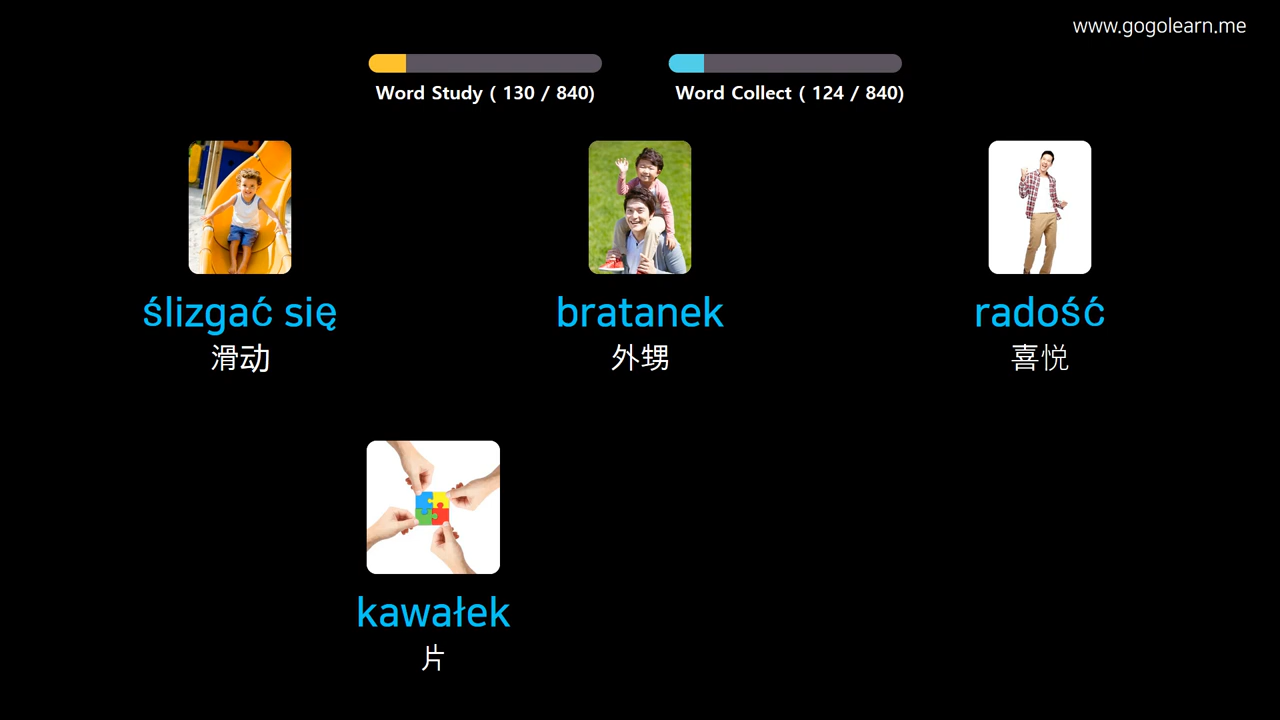 www.gogolearn.me
Word Study ( 130 / 840)
Word Collect ( 124 / 840)
ślizgać się
滑动
bratanek
外甥
radość
喜悦
kawałek
片